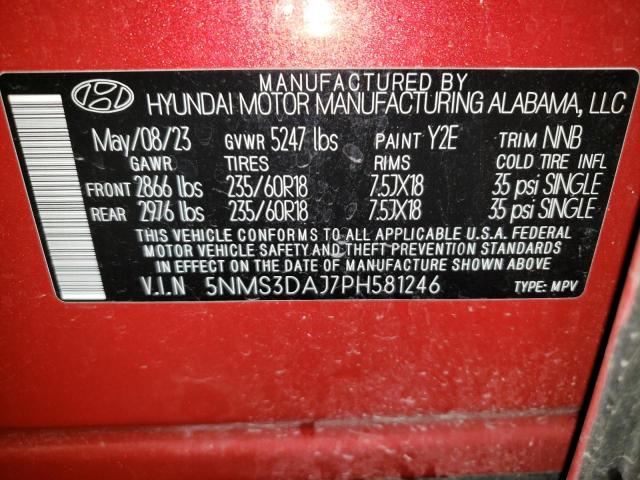 MANUFACTURED BY
HYUNDAI MOTOR MANUFACTURING ALABAMA, LLC
May/08/23 GVWR 5247 lbs PAINT Y2E TRIM NNB
GAWR TIRES RIMS COLD TIRE INFL
FRONT 2866 lbs 235/60R18 7.5JX18 35 psi SINGLE
REAR 2976 lbs 235/60R18 7.5JX18 35 psi SINGLE
THIS VEHICLE CONFORMS TO ALL APPLICABLE U.S.A. FEDERAL
MOTOR VEHICLE SAFETY AND THEFT PREVENTION STANDARDS
IN EFFECT ON THE DATE OF MANUFACTURE SHOWN ABOVE
V.I.N 5NMS3DAJ7PH581246 TYPE: MPV